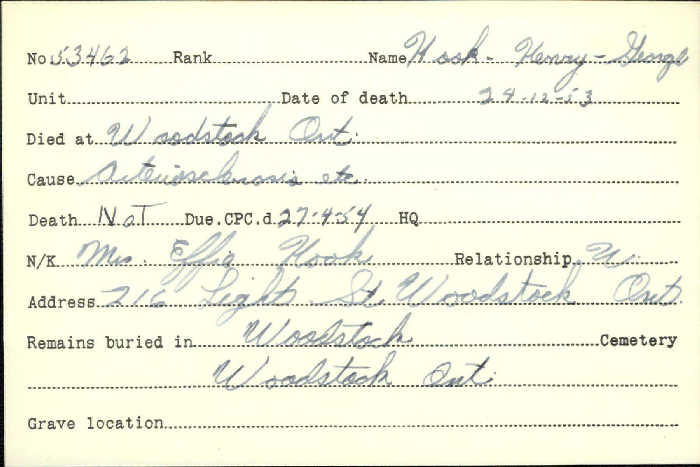 No. 53462 Rank Name Hook - Henry - George
Unit Date of death 24-12-53
Died at Woodstock Ont.
Cause Arteriosclerosis etc.
Death Not Due. CPC.d. 27-4-54 HQ
N/K Mrs. Effie Hook Relationship W.
Address 216 Light St. Woodstock Ont.
Remains buried in Woodstock Cemetery
Woodstock Ont.
Grave location